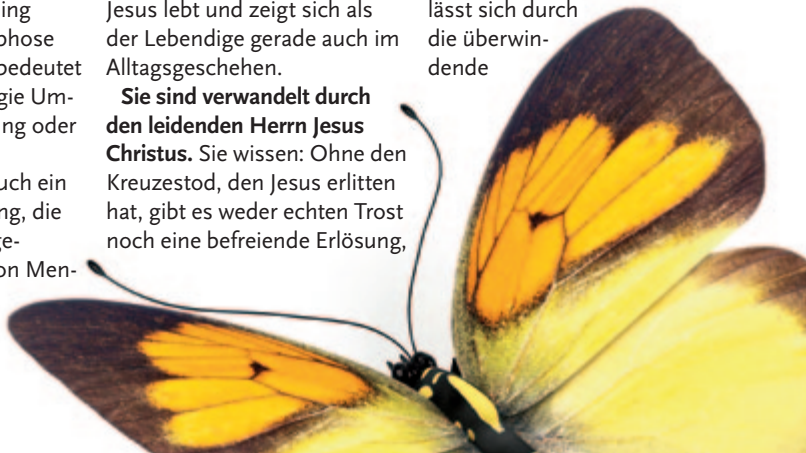 ing
phose
bedeutet
gie Um-
ng oder
uch ein
ng, die
ge-
on Men-
Jesus lebt und zeigt sich als
der Lebendige gerade auch im
Alltagsgeschehen.
Sie sind verwandelt durch
den leidenden Herrn Jesus
Christus. Sie wissen: Ohne den
Kreuzestod, den Jesus erlitten
hat, gibt es weder echten Trost
noch eine befreiende Erlösung,
lässt sich durch
die überwin-
dende